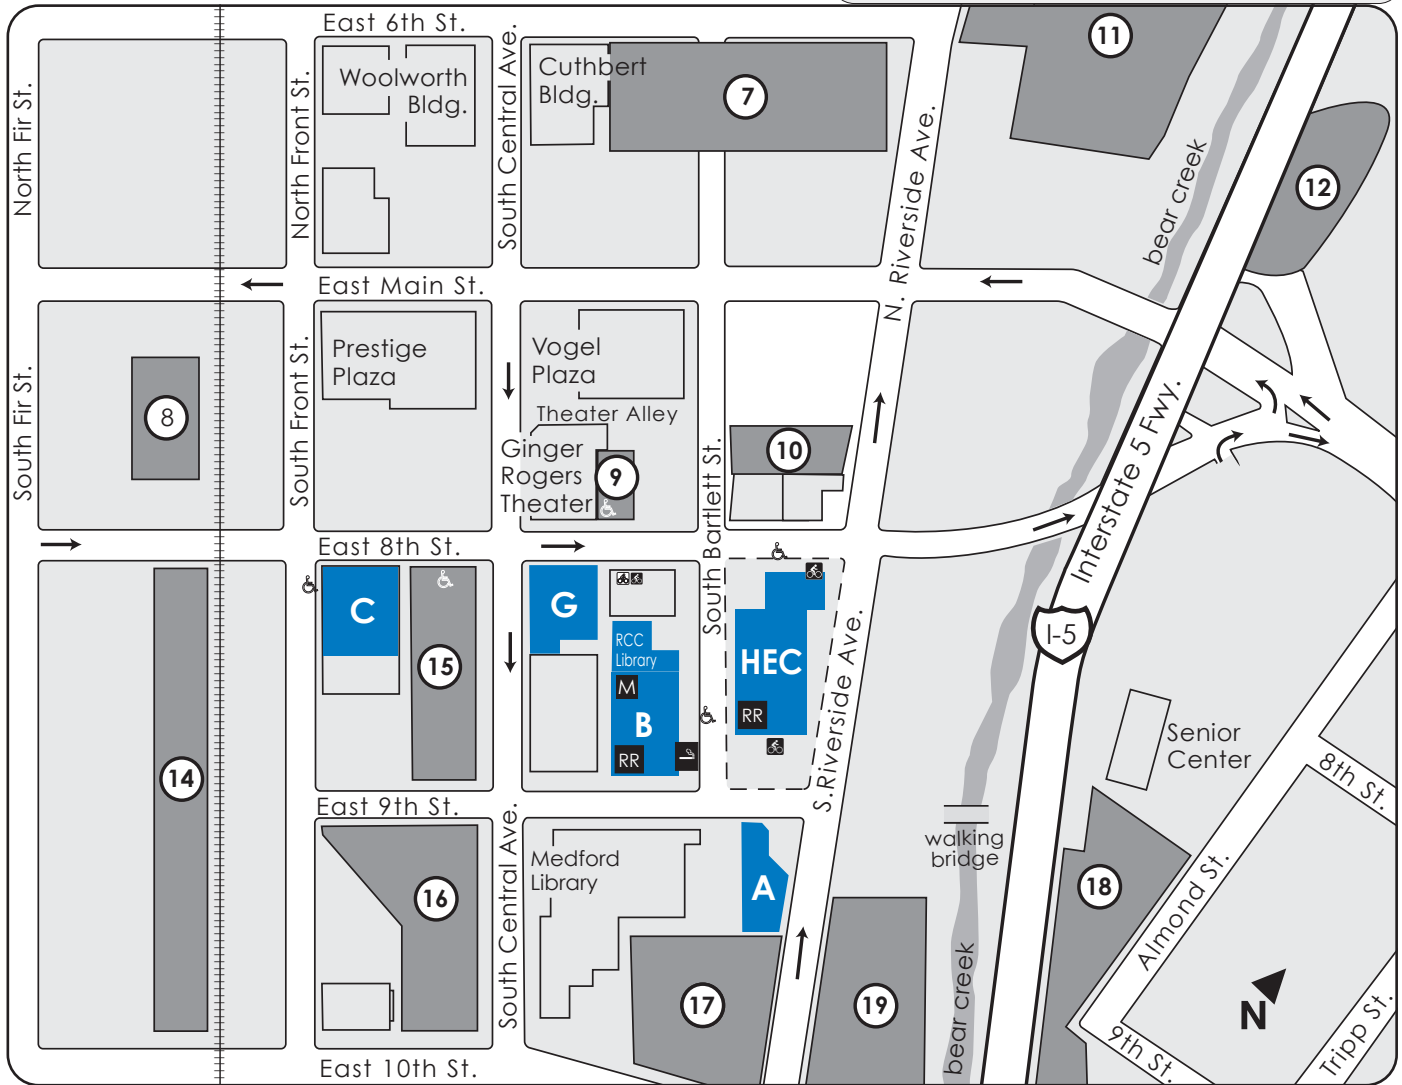 East 6th St.
11
North Fir St.
North Front St.
Woolworth
Bldg.
South Central Ave.
Cuthbert
Bldg.
7
N. Riverside Ave.
bear creek
12
East Main St.
South Fir St.
8
South Front St.
Prestige
Plaza
Vogel
Plaza
Theater Alley
Ginger
Rogers
Theater
9
South Bartlett St.
10
Interstate 5 Fwy.
East 8th St.
C
15
G
RCC
Library
M
B
RR
HEC
RR
S.Riverside Ave.
I-5
Senior
Center
8th St.
14
East 9th St.
16
South Central Ave.
Medford
Library
A
walking
bridge
18
Almond St.
17
19
bear creek
N
9th St.
Tripp St.
East 10th St.